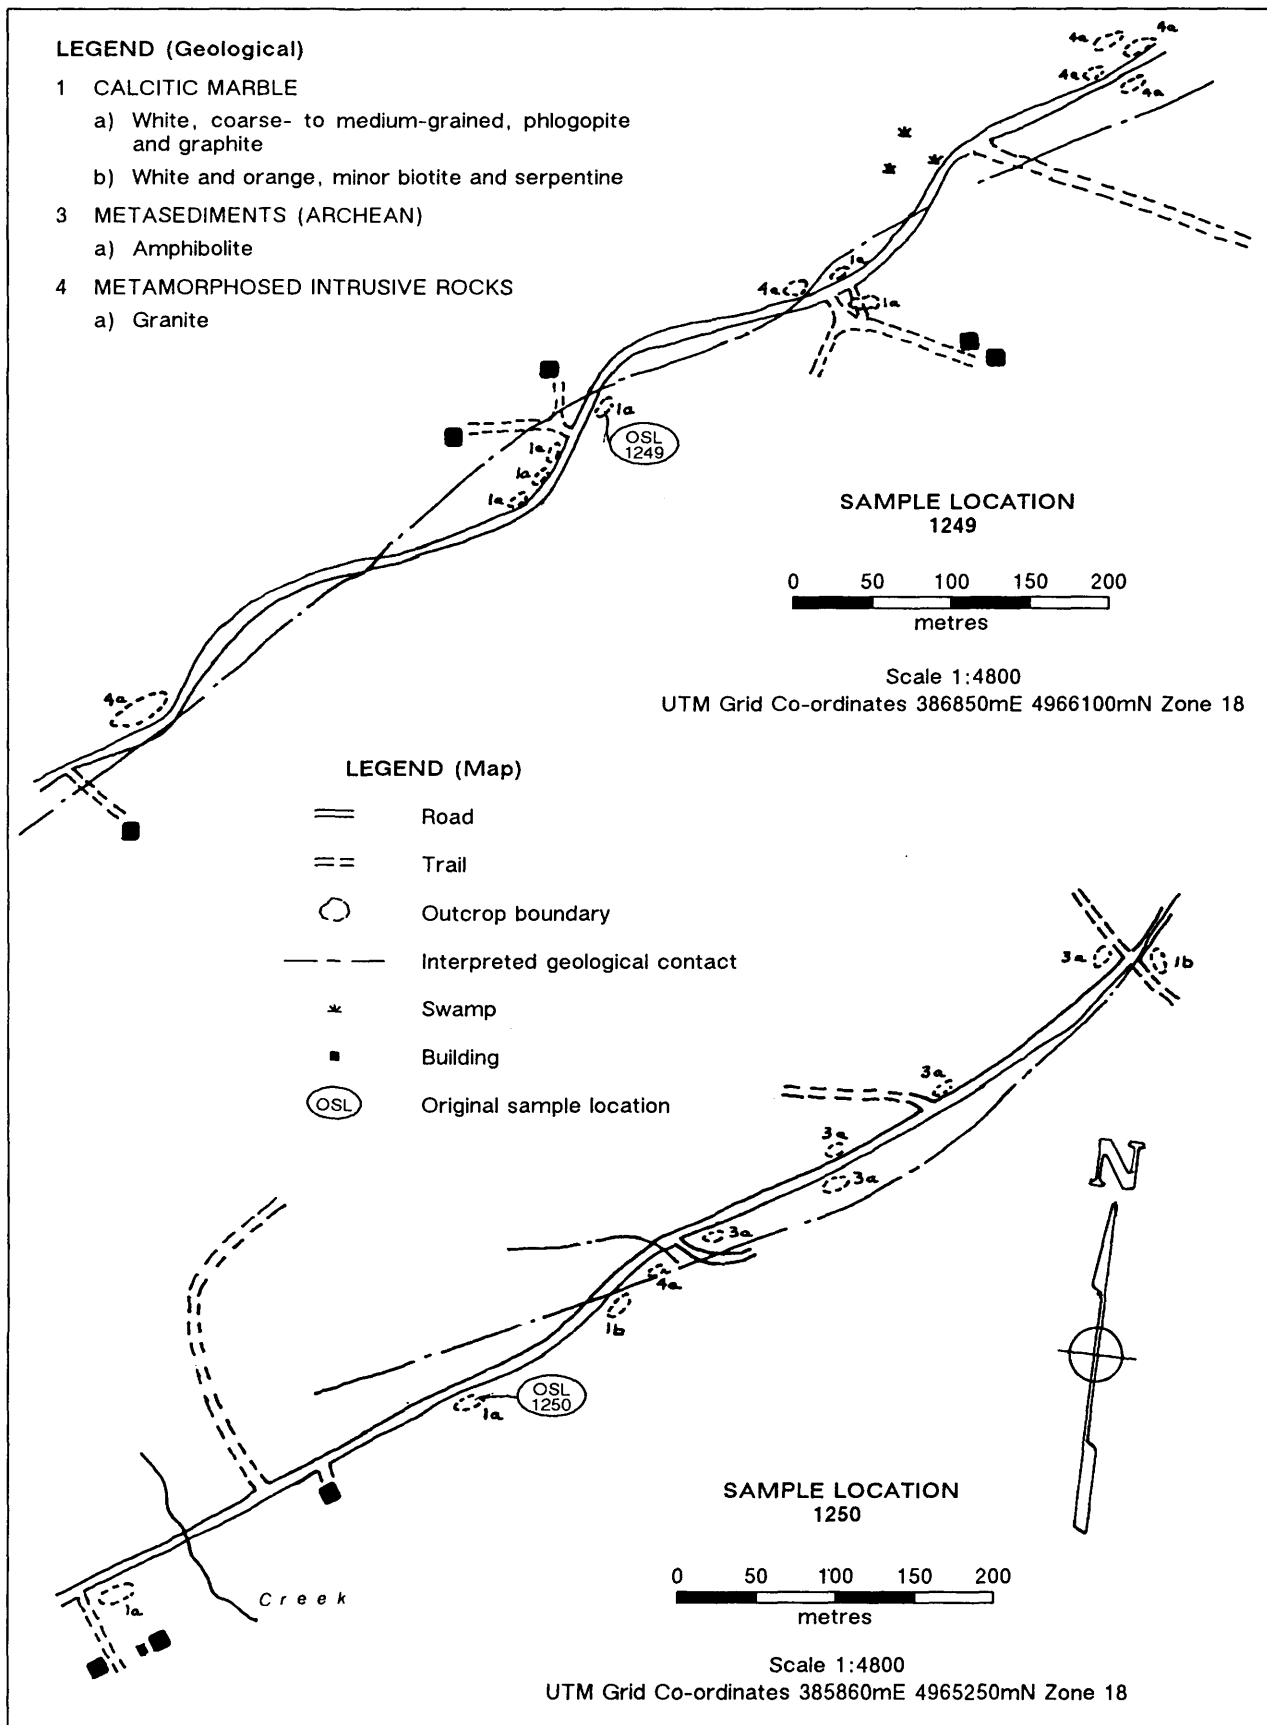 LEGEND (Geological)
1 CALCITIC MARBLE
a) White, coarse- to medium-grained, phlogopite
and graphite
b) White and orange, minor biotite and serpentine
3 METASEDIMENTS (ARCHEAN)
a) Amphibolite
4 METAMORPHOSED INTRUSIVE ROCKS
a) Granite
4a
4a
4a
4a
1a
4a
1a
1a
OSL
1249
1a
1a
1a
4a
SAMPLE LOCATION
1249
0 50 100 150 200
metres
Scale 1:4800
UTM Grid Co-ordinates 386850mE 4966100mN Zone 18
LEGEND (Map)
Road
Trail
Outcrop boundary
Interpreted geological contact
Swamp
Building
OSL Original sample location
3a
1b
3a
3a
3a
3a
4a
1b
N
OSL
1250
1a
Creek
1a
SAMPLE LOCATION
1250
0 50 100 150 200
metres
Scale 1:4800
UTM Grid Co-ordinates 385860mE 4965250mN Zone 18